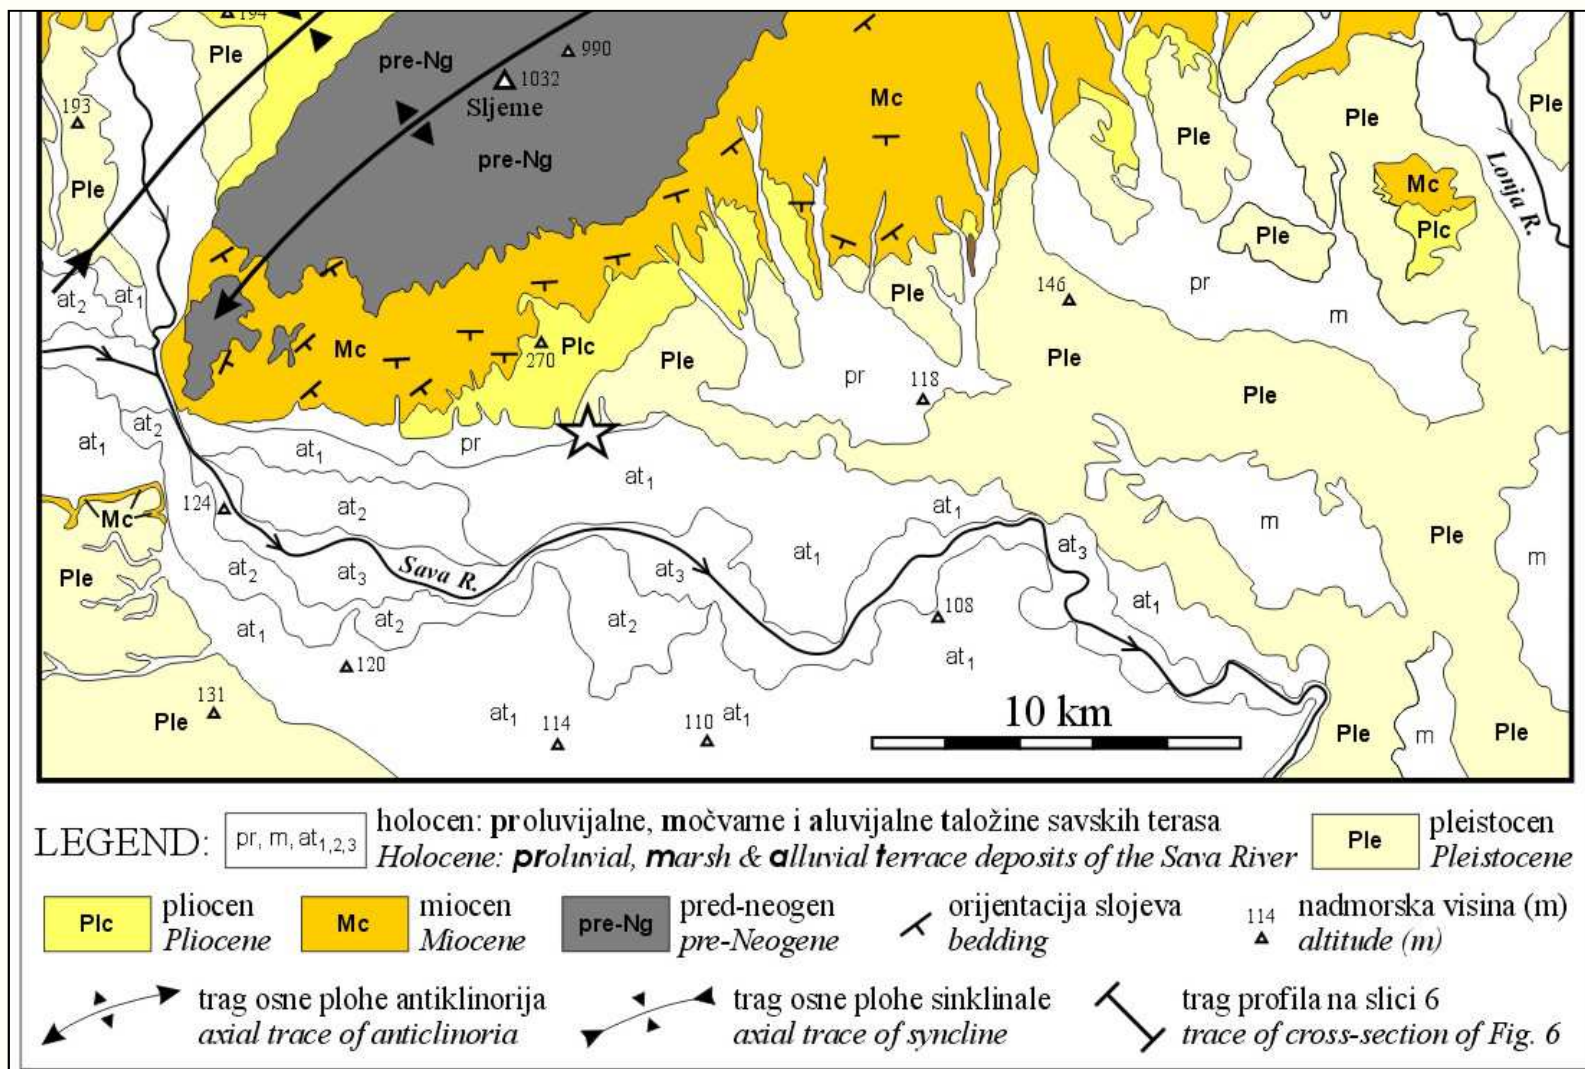 194
Ple
pre-Ng
990
1032
Sljeme
193
Mc
Ple
Ple
Ple
pre-Ng
Ple
Lonja R.
Mc
Plc
Ple
at1
at2
146
pr
m
Ple
Mc
270
Plc
Ple
Ple
pr
118
Ple
at2
at1
at1
pr
at1
Mc
124
at2
at1
m
Ple
m
Ple
at2
at3
Sava R.
at3
at1
at3
at1
at1
at2
at2
108
at1
120
131
Ple
at1
114
110
at1
10 km
Ple
m
Ple
LEGEND:
pr, m, at1,2,3
holocen: proluvijalne, močvarne i aluvijalne taložine savskih terasa
Holocene: proluvial, marsh & alluvial terrace deposits of the Sava River
Ple
pleistocen
Pleistocene
Plc
pliocen
Pliocene
Mc
miocen
Miocene
pre-Ng
pred-neogen
pre-Neogene
orijentacija slojeva
bedding
114
nadmorska visina (m)
altitude (m)
trag osne plohe antiklinorija
axial trace of anticlinoria
trag osne plohe sinklinale
axial trace of syncline
trag profila na slici 6
trace of cross-section of Fig. 6